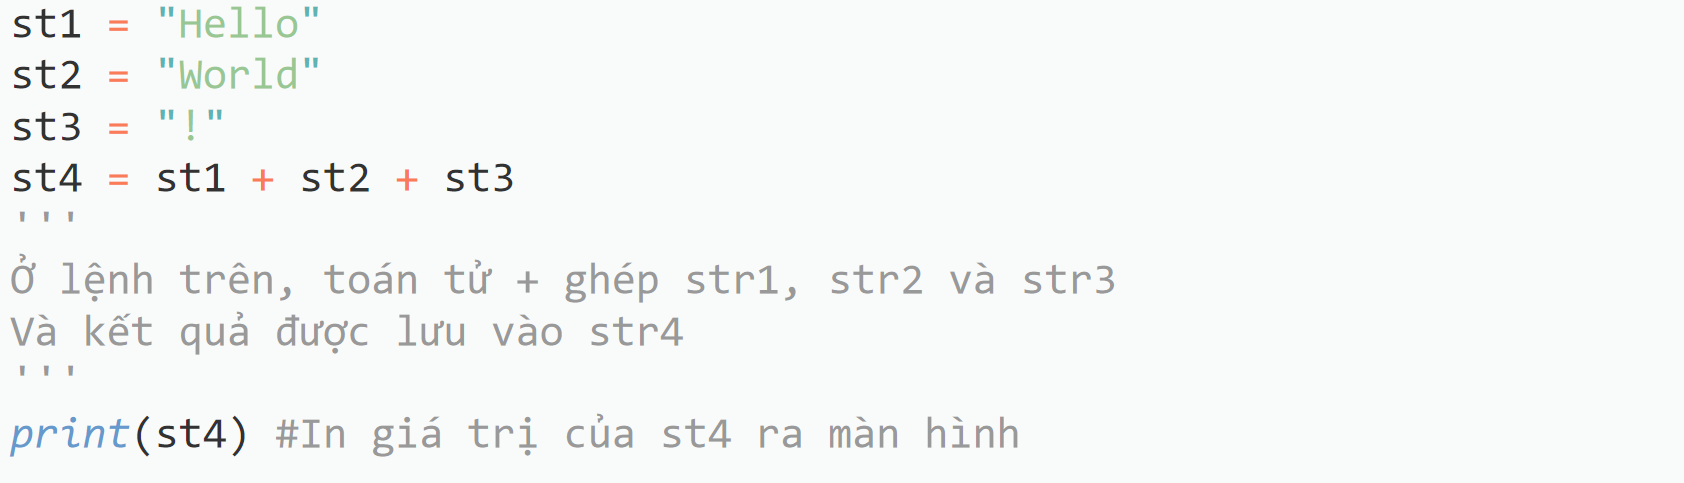 st1 = "Hello"
st2 = "World"
st3 = "!"
st4 = st1 + st2 + st3
'''
Ở lệnh trên, toán tử + ghép str1, str2 và str3
Và kết quả được lưu vào str4
'''
print(st4) #In giá trị của st4 ra màn hình